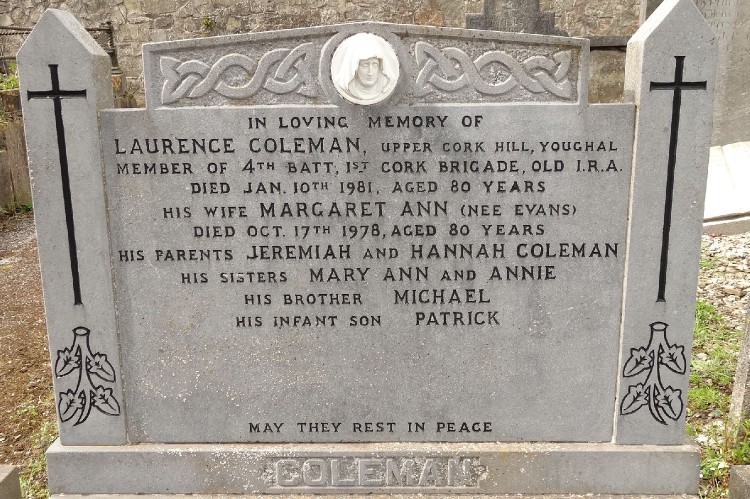 IN LOVING MEMORY OF
LAURENCE COLEMAN, UPPER CORK HILL, YOUGHAL
MEMBER OF 4TH BATT, 1ST CORK BRIGADE, OLD I.R.A.
DIED JAN. 10TH 1981, AGED 80 YEARS
HIS WIFE MARGARET ANN (NEE EVANS)
DIED OCT. 17TH 1978, AGED 80 YEARS
HIS PARENTS JEREMIAH AND HANNAH COLEMAN
HIS SISTERS MARY ANN AND ANNIE
HIS BROTHER MICHAEL
HIS INFANT SON PATRICK
MAY THEY REST IN PEACE
COLEMAN